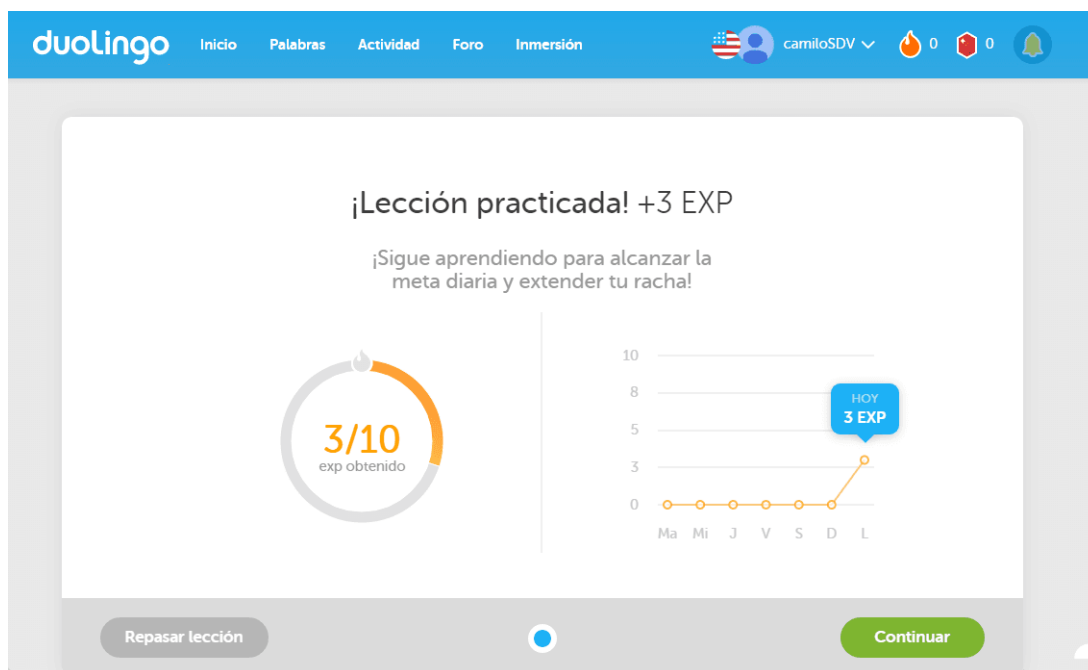 duolingo Inicio Palabras Actividad Foro Inmersión camiloSDV 0 0
¡Lección practicada! +3 EXP
¡Sigue aprendiendo para alcanzar la
meta diaria y extender tu racha!
3/10
exp obtenido
10
8
5
3
0
HOY
3 EXP
Ma Mi J V S D L
Repasar lección
Continuar